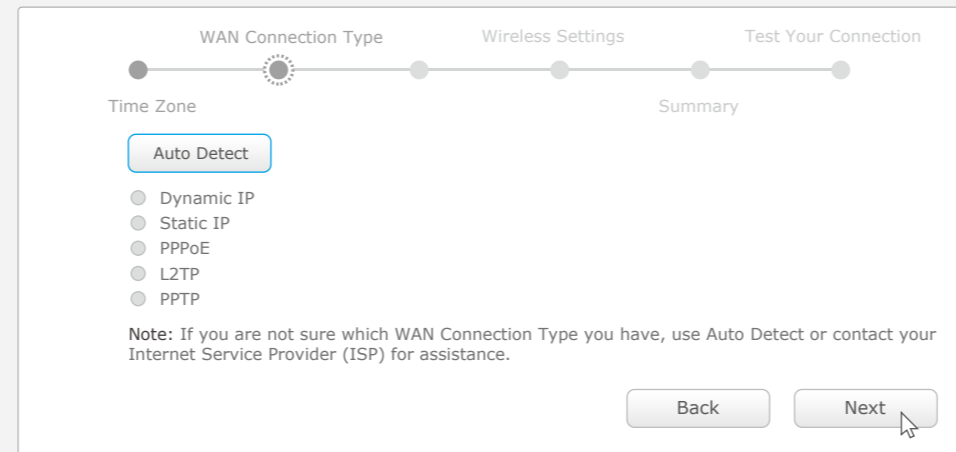 WAN Connection Type
Wireless Settings
Test Your Connection
Time Zone
Summary
Auto Detect
Dynamic IP
Static IP
PPPoE
L2TP
PPTP
Note: If you are not sure which WAN Connection Type you have, use Auto Detect or contact your
Internet Service Provider (ISP) for assistance.
Back
Next